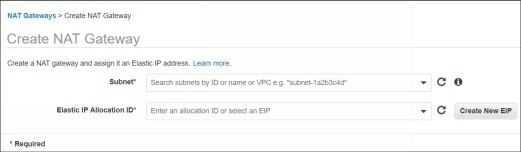 NAT Gateways > Create NAT Gateway
Create NAT Gateway
Create a NAT gateway and assign it an Elastic IP address. Learn more.
Subnet* Search subnets by ID or name or VPC e.g. "subnet-1a2b3c4d"
Elastic IP Allocation ID* Enter an allocation ID or select an EIP Create New EIP
* Required